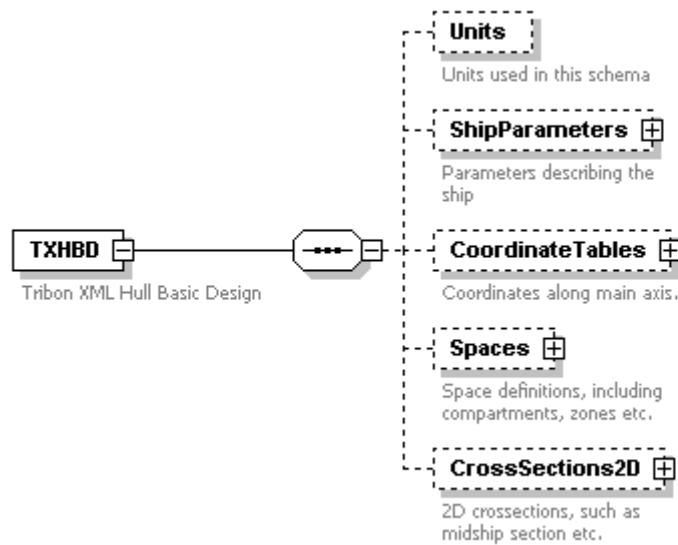 Units
Units used in this schema
ShipParameters
Parameters describing the
ship
TXHBD
Tribon XML Hull Basic Design
CoordinateTables
Coordinates along main axis.
Spaces
Space definitions, including
compartments, zones etc.
CrossSections2D
2D crossections, such as
midship section etc.